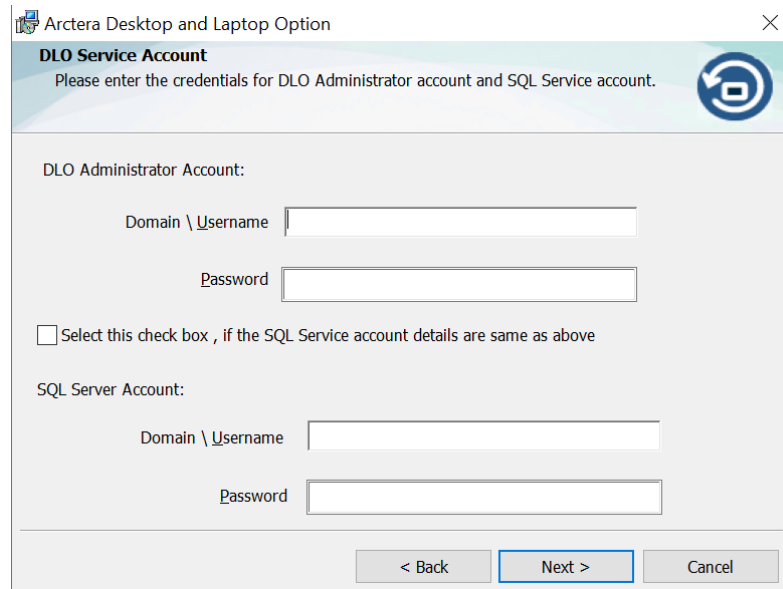 Arctera Desktop and Laptop Option
DLO Service Account
Please enter the credentials for DLO Administrator account and SQL Service account.
DLO Administrator Account:
Domain \ Username
Password
Select this check box , if the SQL Service account details are same as above
SQL Server Account:
Domain \ Username
Password
< Back Next > Cancel